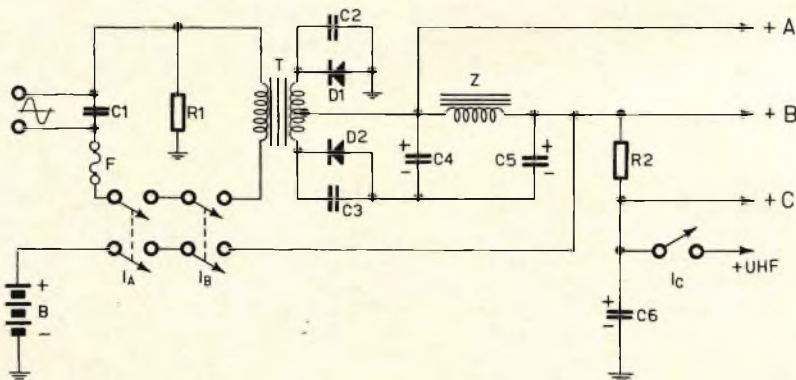 C2
T
D1
Z
+ A
C1
R1
+ B
F
D2
+
-
C4
C5
+
-
R2
C3
+ C
IA
IB
IC
+UHF
+
B
-
+
-
C6